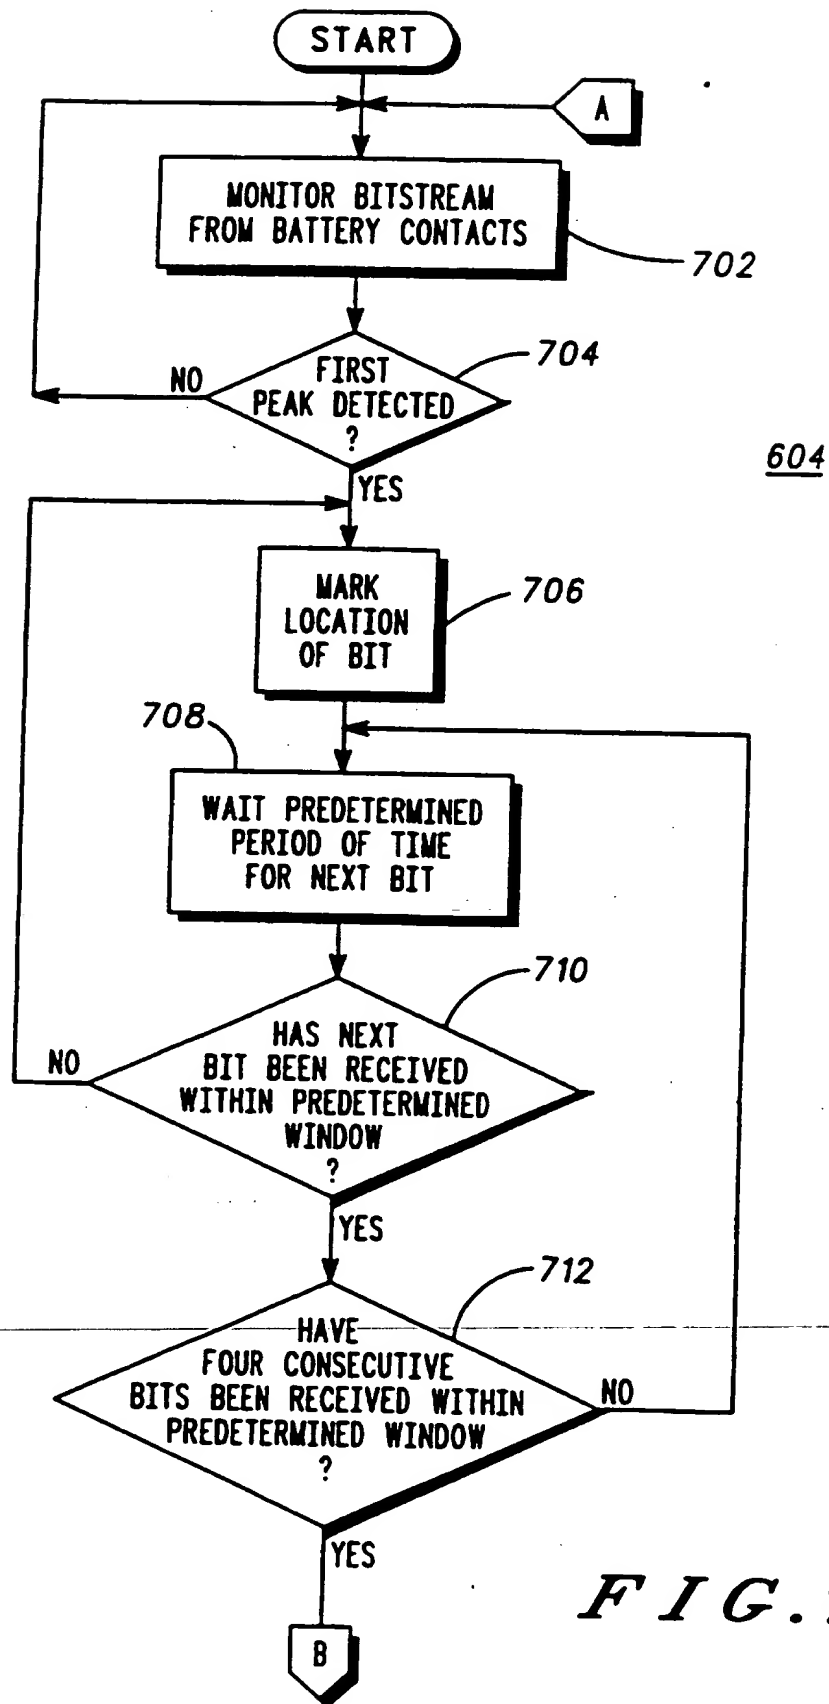 START
A
MONITOR BITSTREAM
FROM BATTERY CONTACTS
702
704
NO
FIRST
PEAK DETECTED
?
604
YES
MARK
LOCATION
OF BIT
706
708
WAIT PREDETERMINED
PERIOD OF TIME
FOR NEXT BIT
710
NO
HAS NEXT
BIT BEEN RECEIVED
WITHIN PREDETERMINED
WINDOW
?
YES
712
HAVE
FOUR CONSECUTIVE
BITS BEEN RECEIVED WITHIN
PREDETERMINED WINDOW
?
NO
YES
FIG.
B